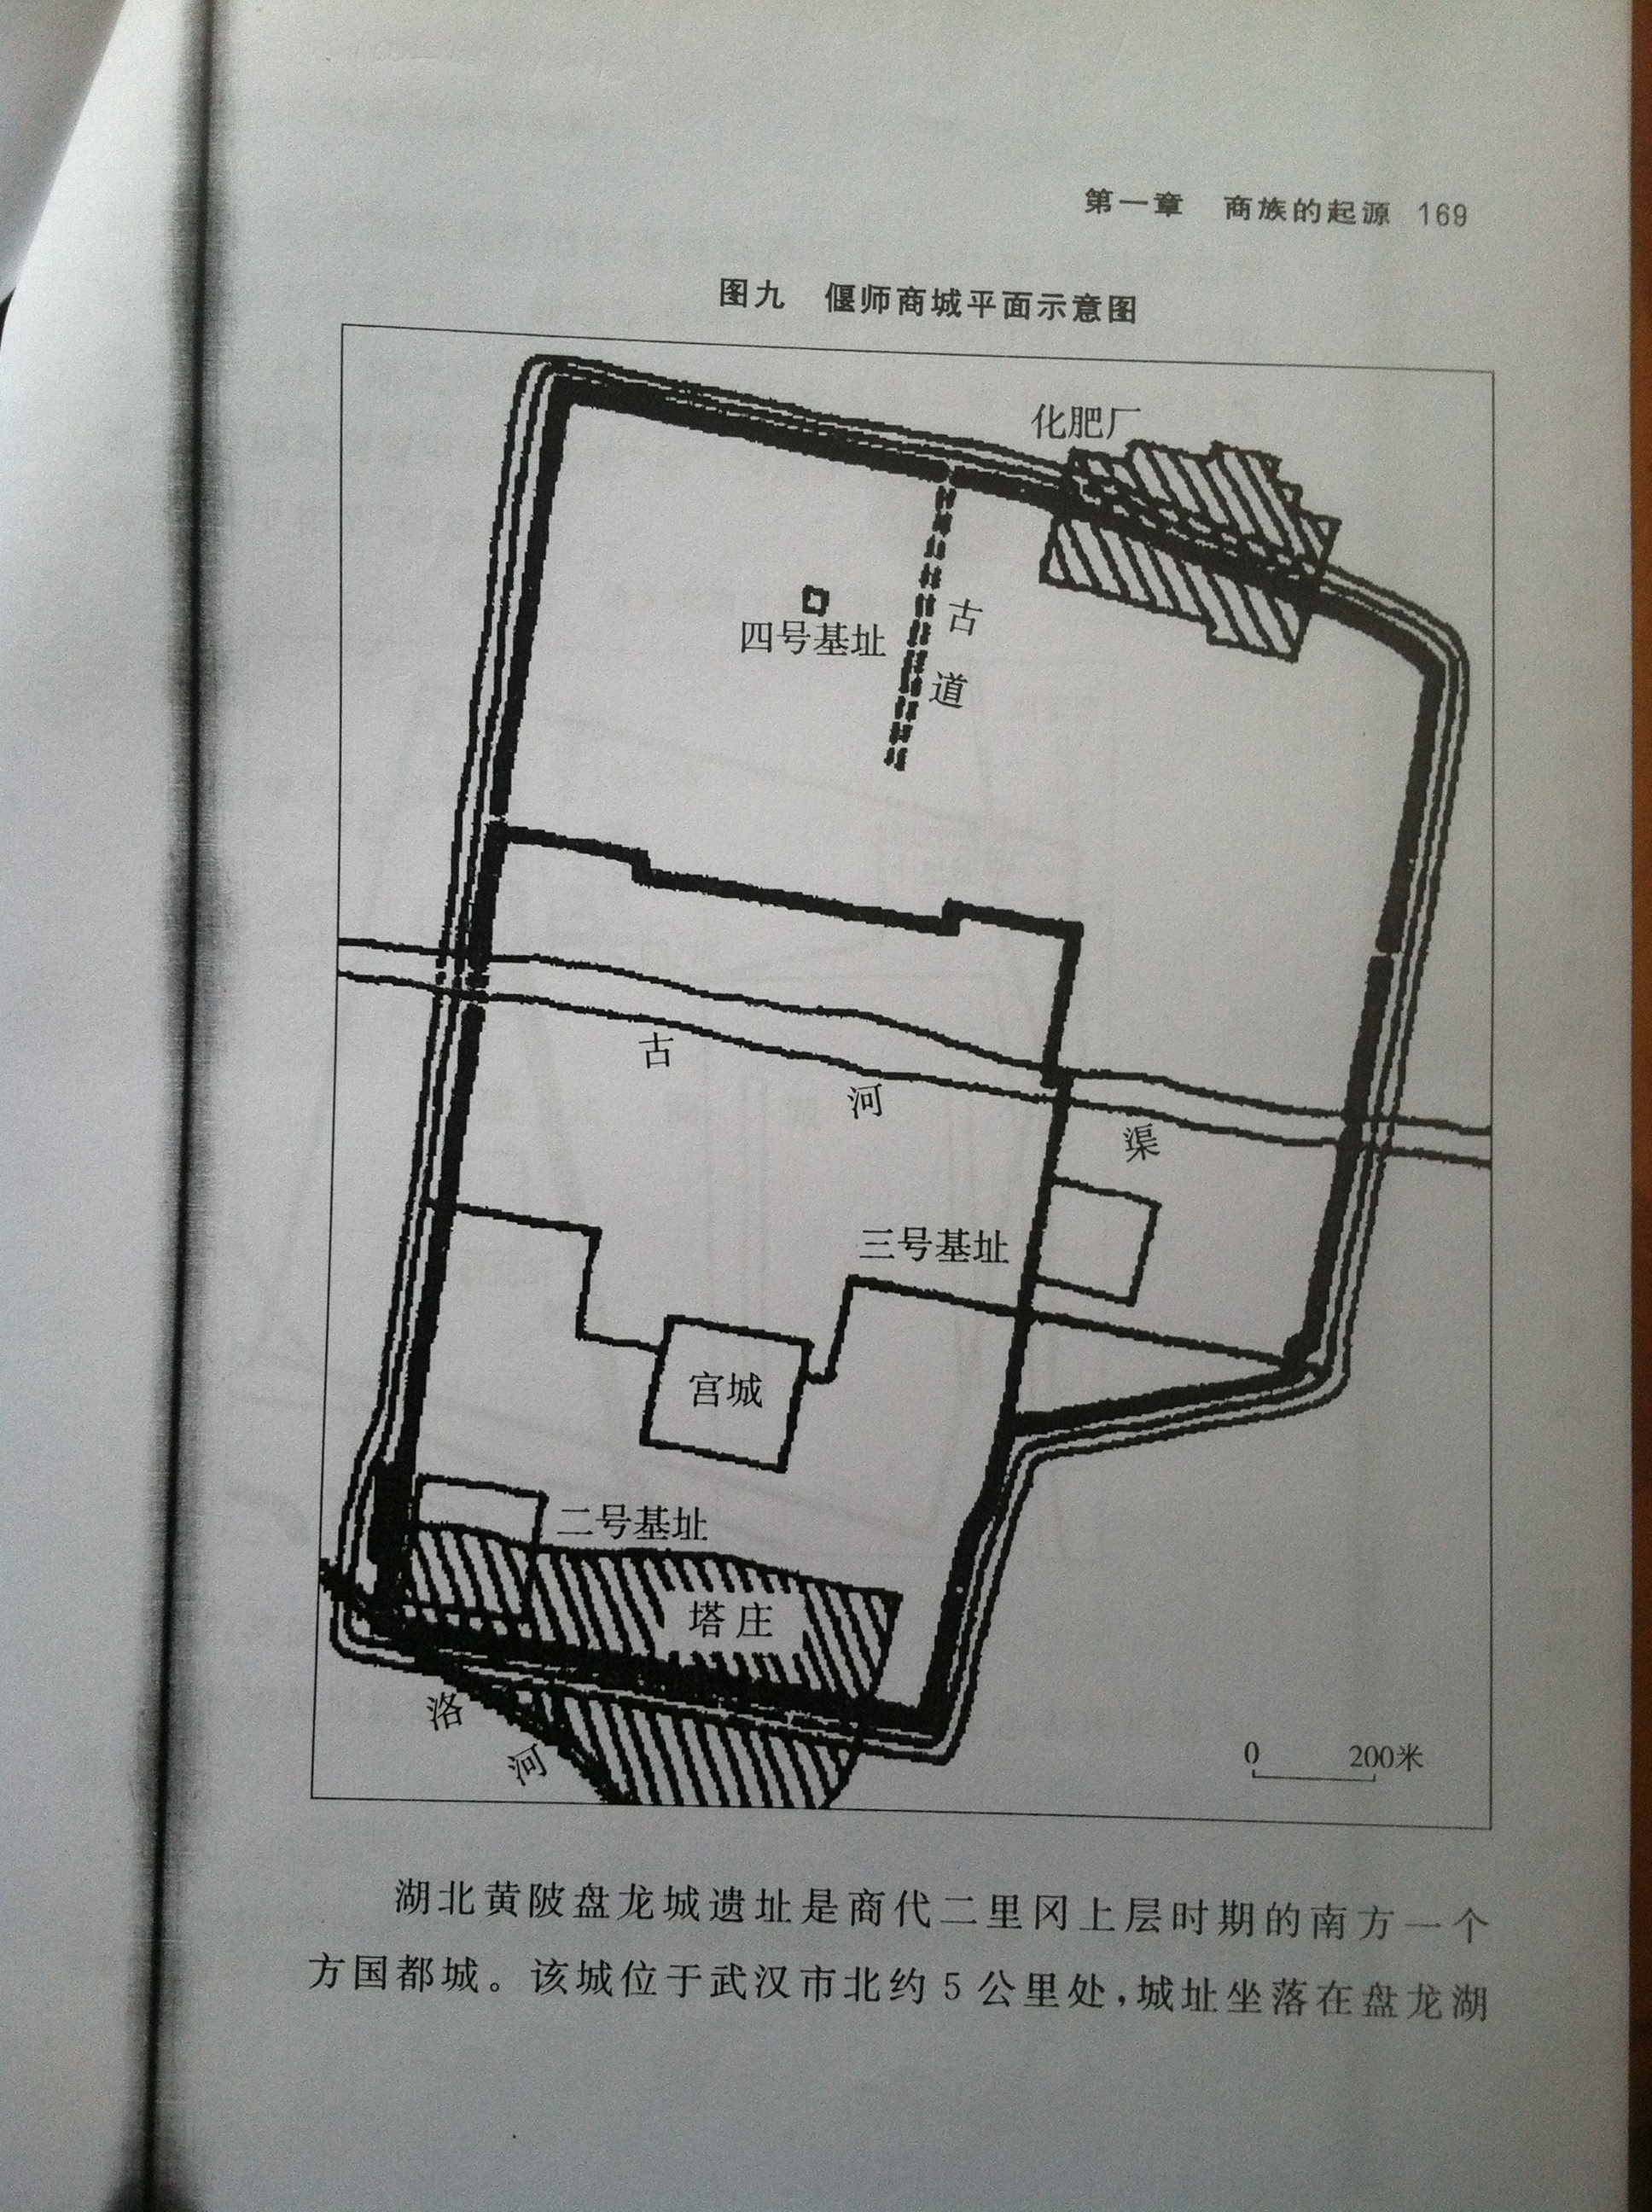 第一章 商族的起源 169
图九 偃师商城平面示意图
化肥厂
四号基址
古道
古河渠
三号基址
宫城
二号基址
塔庄
洛河
0 200米
湖北黄陂盘龙城遗址是商代二里冈上层时期的南方一个
方国都城。该城位于武汉市北约5公里处，城址坐落在盘龙湖